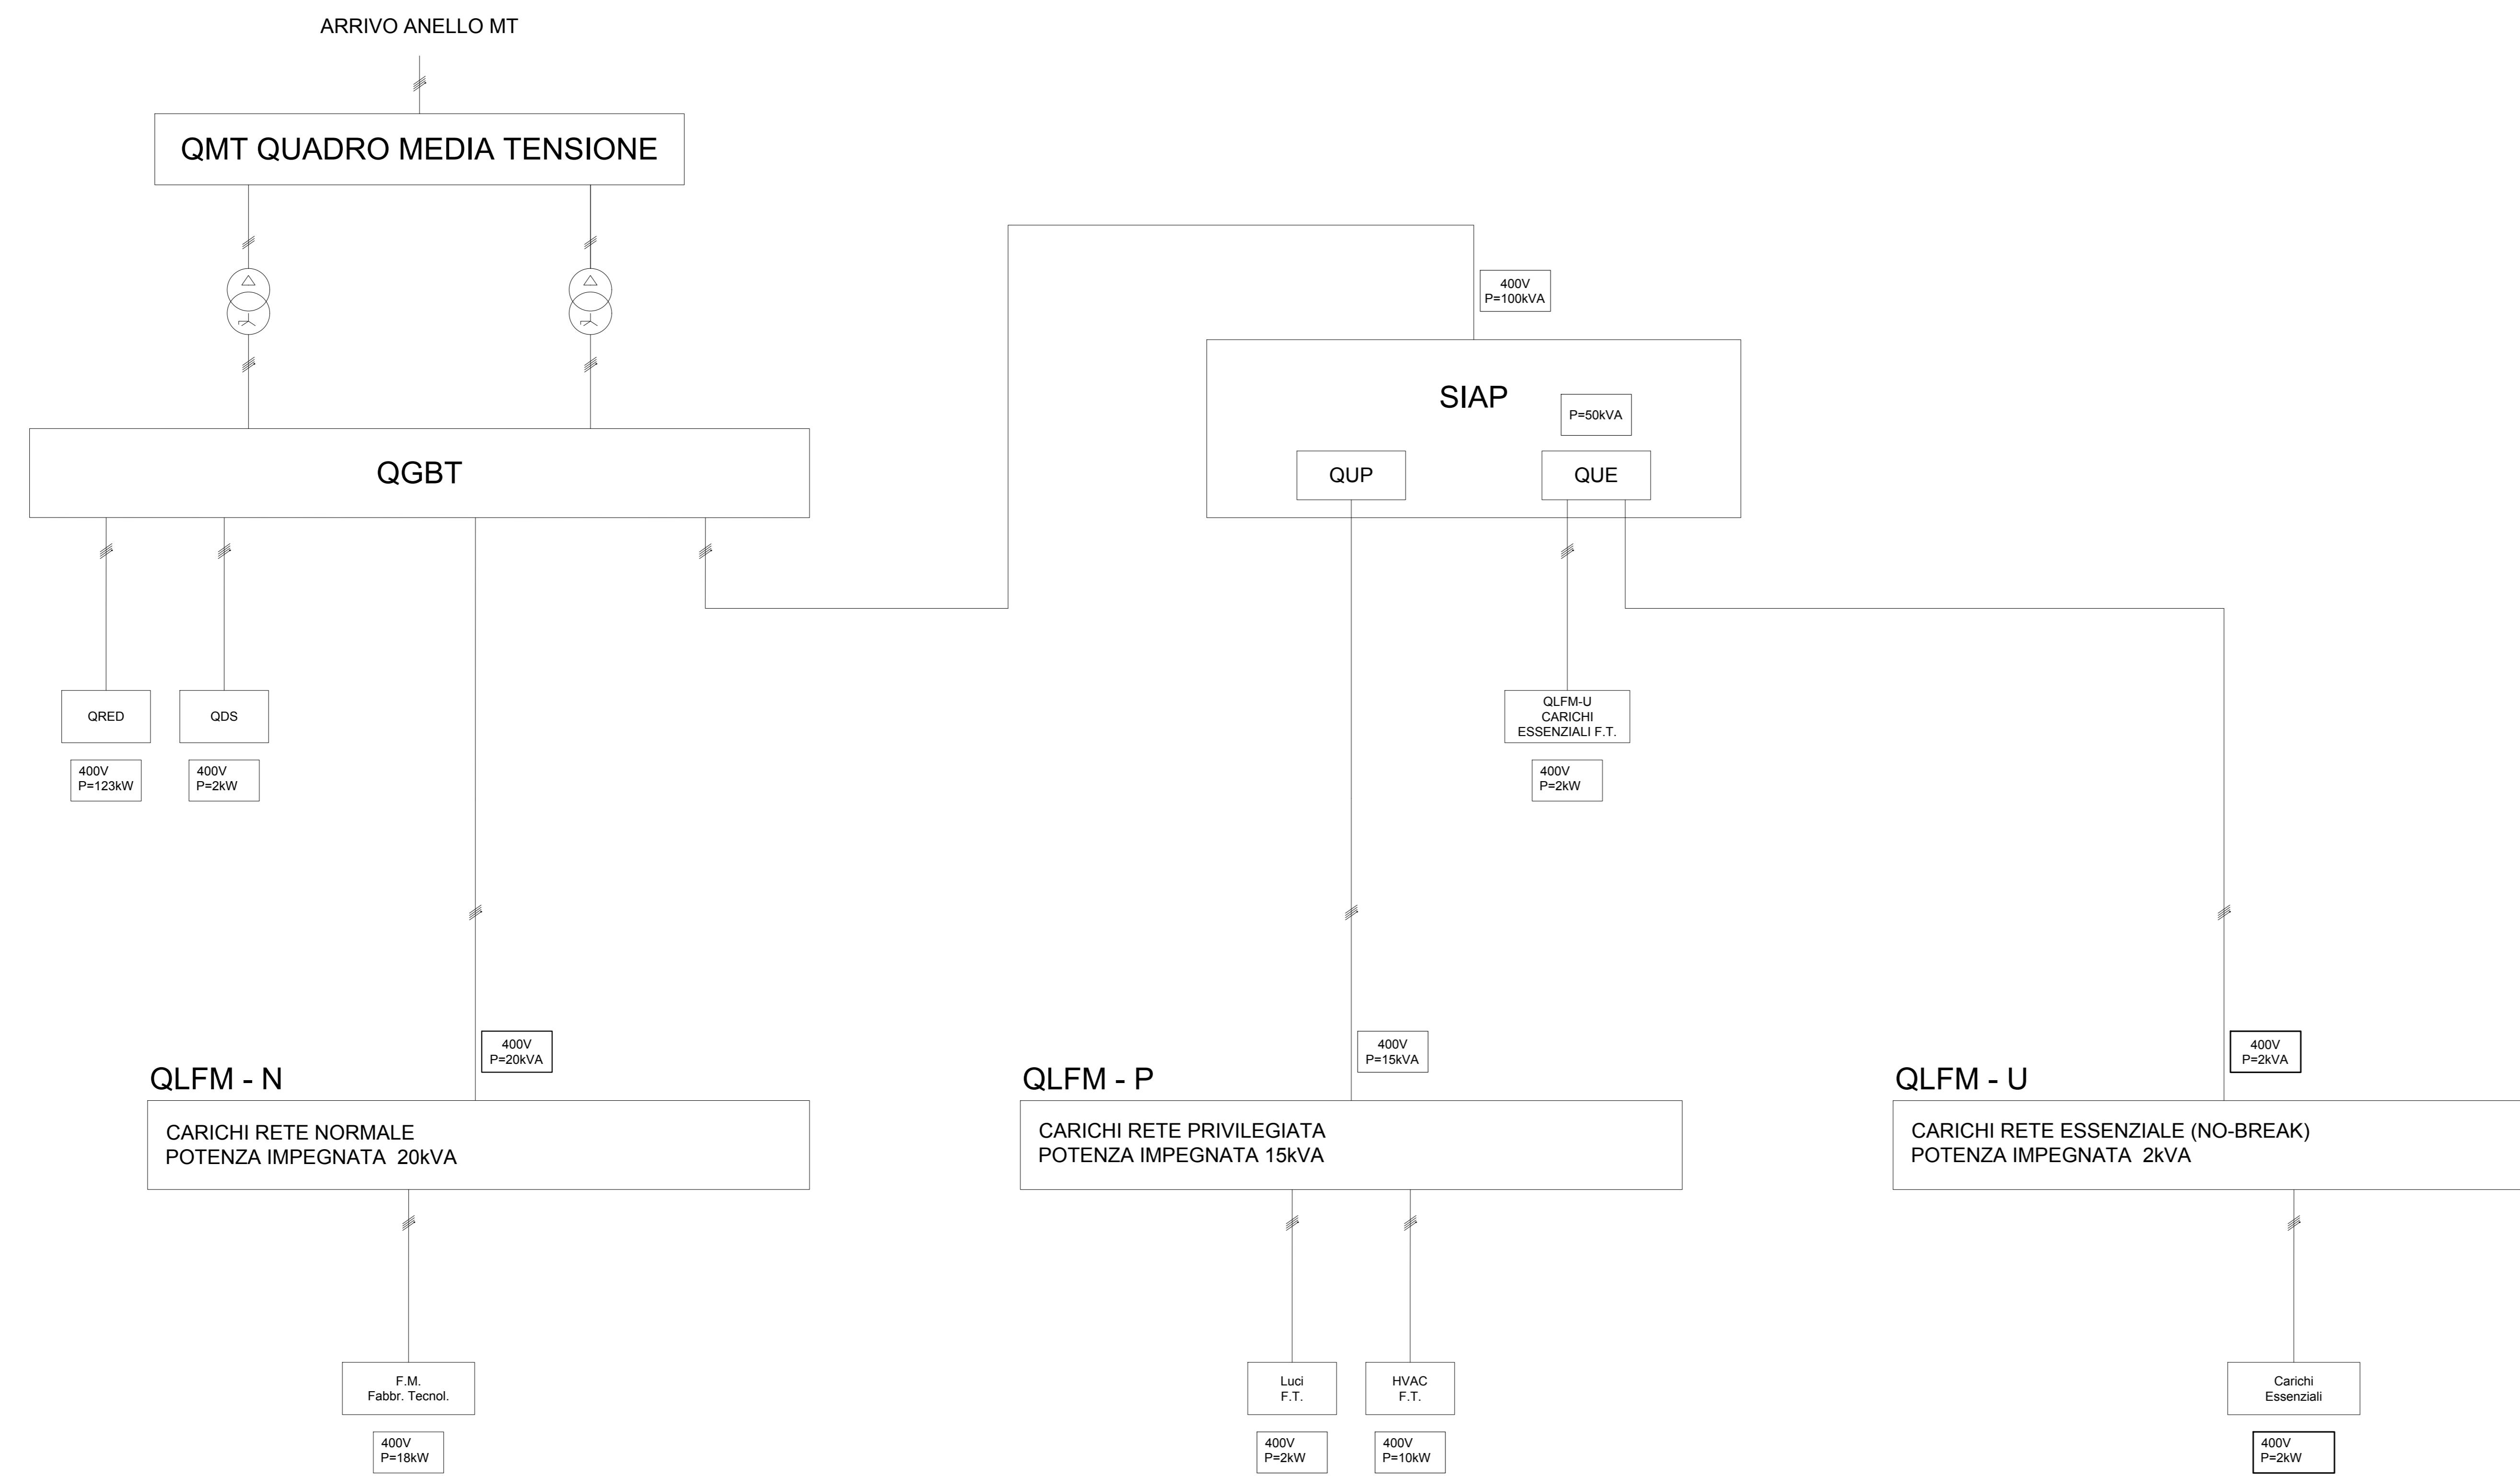 ARRIVO ANELLO MT
QMT QUADRO MEDIA TENSIONE
400V
P=100kVA
SIAP
P=50kVA
QGBT
QUP
QUE
QRED
QDS
QLFM-U
CARICHI
ESSENZIALI F.T.
400V
P=123kW
400V
P=2kW
400V
P=2kW
400V
P=20kVA
400V
P=15kVA
400V
P=2kVA
QLFM - N
QLFM - P
QLFM - U
CARICHI RETE NORMALE
POTENZA IMPEGNATA  20kVA
CARICHI RETE PRIVILEGIATA
POTENZA IMPEGNATA 15kVA
CARICHI RETE ESSENZIALE (NO-BREAK)
POTENZA IMPEGNATA  2kVA
F.M.
Fabbr. Tecnol.
Luci
F.T.
HVAC
F.T.
Carichi
Essenziali
400V
P=18kW
400V
P=2kW
400V
P=10kW
400V
P=2kW